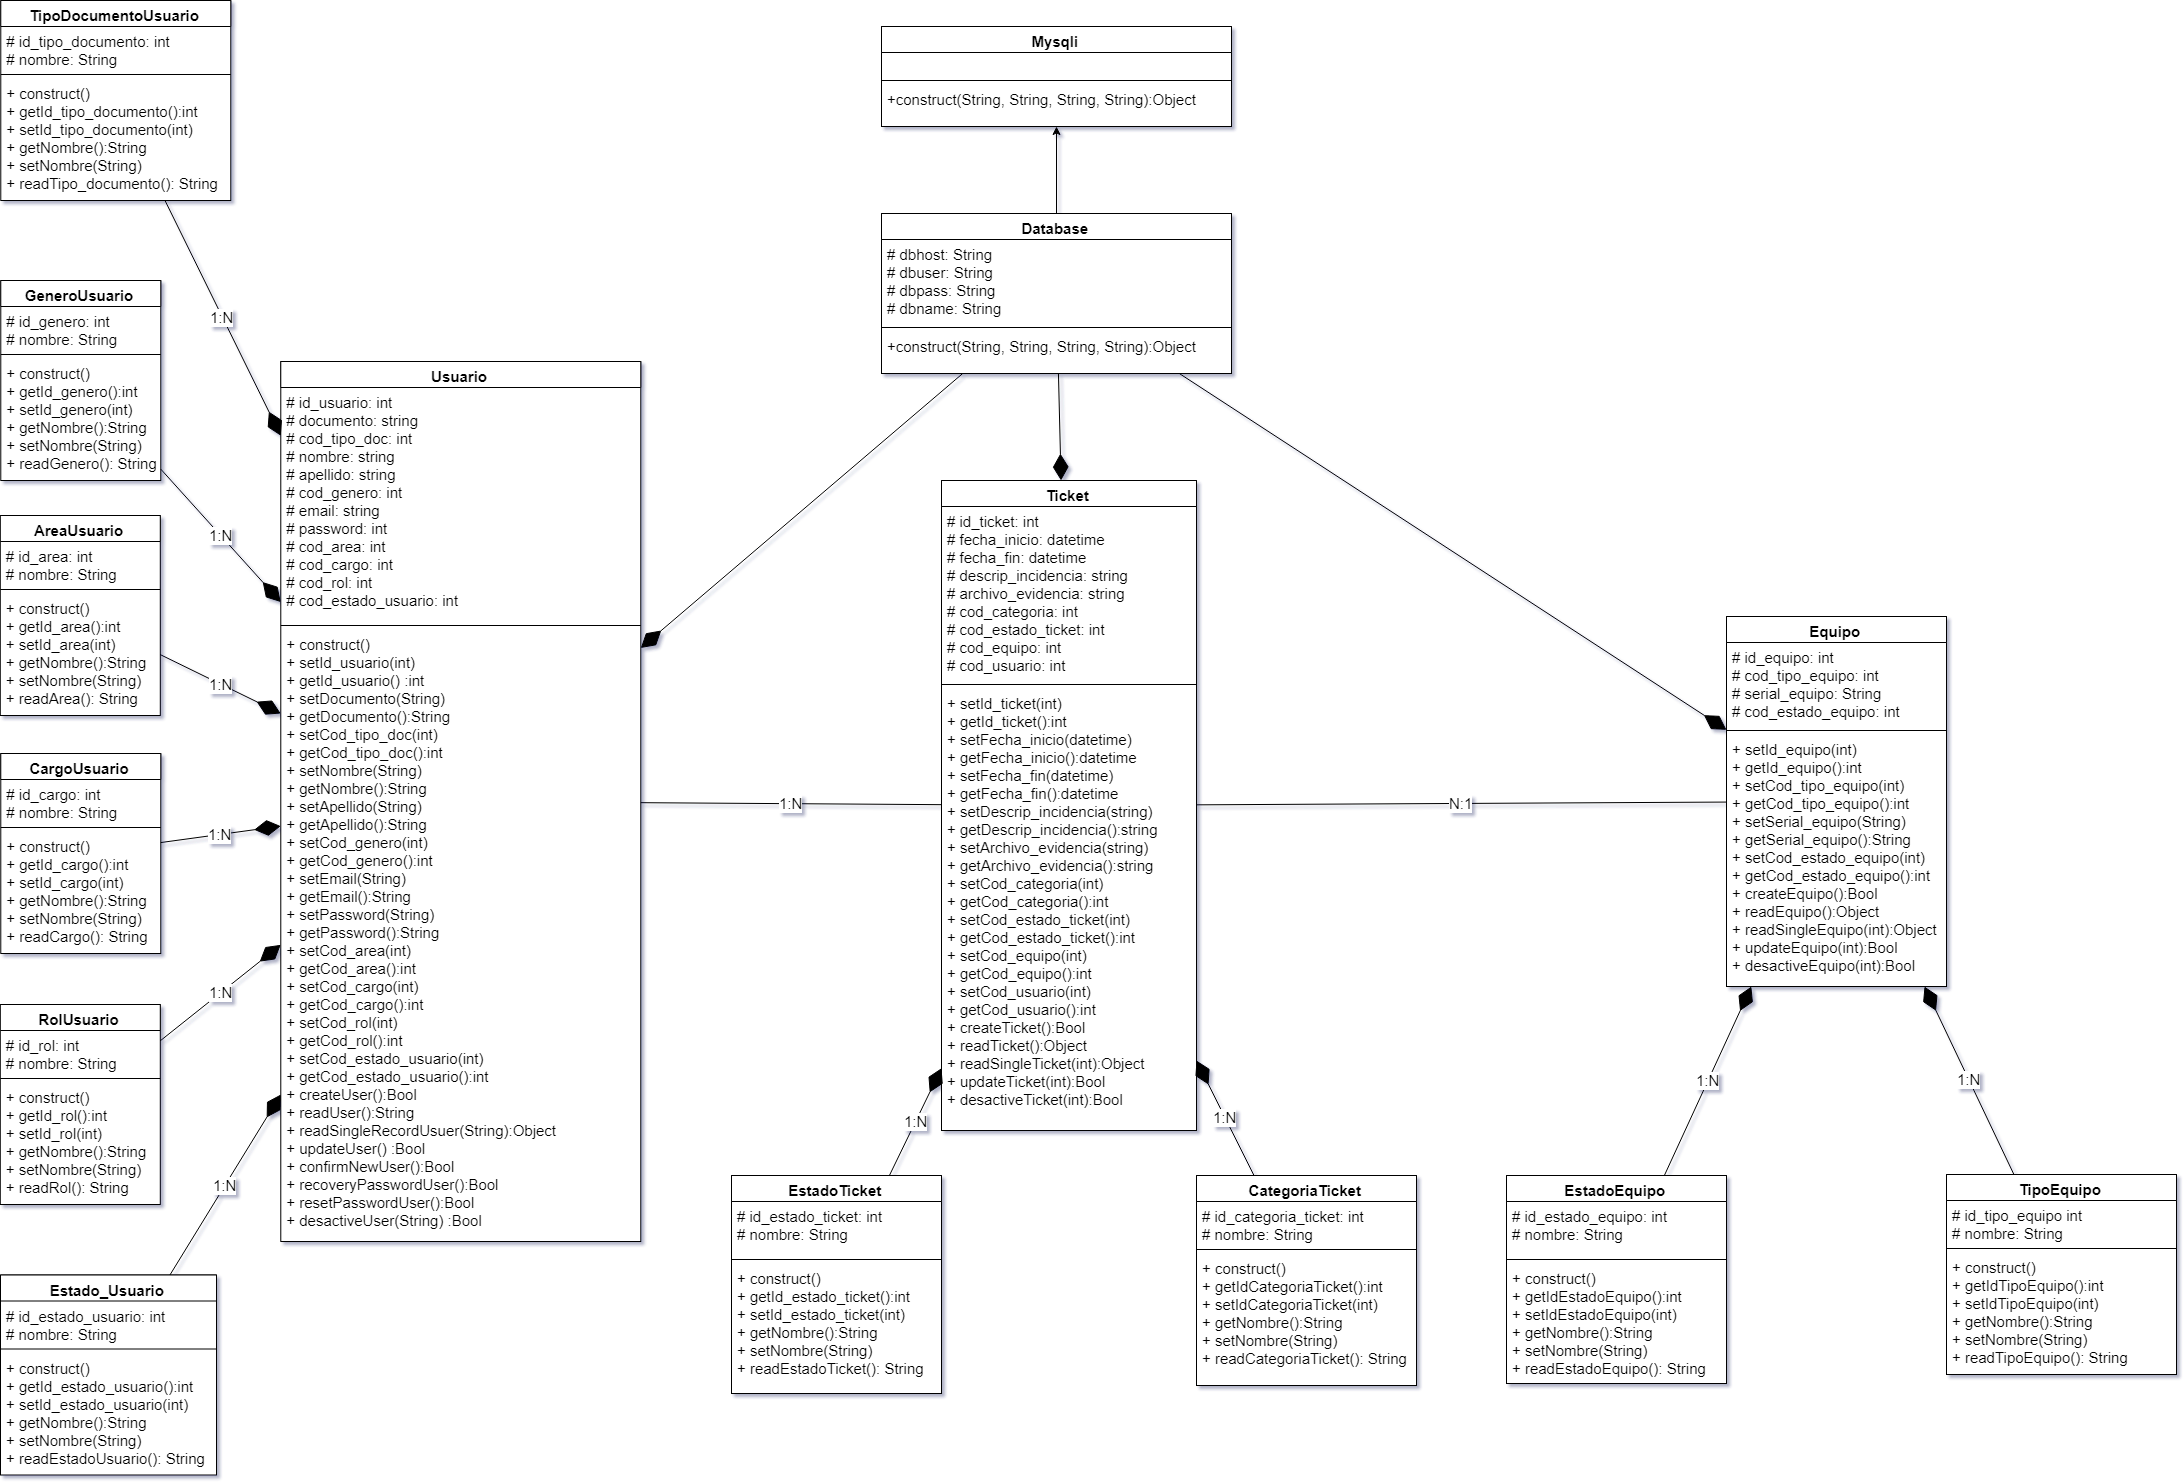 TipoDocumentoUsuario
# id_tipo_documento: int
# nombre: String
+ construct()
+ getId_tipo_documento():int
+ setId_tipo_documento(int)
+ getNombre():String
+ setNombre(String)
+ readTipo_documento(): String
Mysqli
+construct(String, String, String, String):Object
Database
# dbhost: String
# dbuser: String
# dbpass: String
# dbname: String
+construct(String, String, String, String):Object
1:N
GeneroUsuario
# id_genero: int
# nombre: String
+ construct()
+ getId_genero():int
+ setId_genero(int)
+ getNombre():String
+ setNombre(String)
+ readGenero(): String
1:N
AreaUsuario
# id_area: int
# nombre: String
+ construct()
+ getId_area():int
+ setId_area(int)
+ getNombre():String
+ setNombre(String)
+ readArea(): String
1:N
CargoUsuario
# id_cargo: int
# nombre: String
+ construct()
+ getId_cargo():int
+ setId_cargo(int)
+ getNombre():String
+ setNombre(String)
+ readCargo(): String
1:N
RolUsuario
# id_rol: int
# nombre: String
+ construct()
+ getId_rol():int
+ setId_rol(int)
+ getNombre():String
+ setNombre(String)
+ readRol(): String
1:N
Estado_Usuario
# id_estado_usuario: int
# nombre: String
+ construct()
+ getId_estado_usuario():int
+ setId_estado_usuario(int)
+ getNombre():String
+ setNombre(String)
+ readEstadoUsuario(): String
1:N
Usuario
# id_usuario: int
# documento: string
# cod_tipo_doc: int
# nombre: string
# apellido: string
# cod_genero: int
# email: string
# password: int
# cod_area: int
# cod_cargo: int
# cod_rol: int
# cod_estado_usuario: int
+ construct()
+ setId_usuario(int)
+ getId_usuario() :int
+ setDocumento(String)
+ getDocumento():String
+ setCod_tipo_doc(int)
+ getCod_tipo_doc():int
+ setNombre(String)
+ getNombre():String
+ setApellido(String)
+ getApellido():String
+ setCod_genero(int)
+ getCod_genero():int
+ setEmail(String)
+ getEmail():String
+ setPassword(String)
+ getPassword():String
+ setCod_area(int)
+ getCod_area():int
+ setCod_cargo(int)
+ getCod_cargo():int
+ setCod_rol(int)
+ getCod_rol():int
+ setCod_estado_usuario(int)
+ getCod_estado_usuario():int
+ createUser():Bool
+ readUser():String
+ readSingleRecordUsuer(String):Object
+ updateUser() :Bool
+ confirmNewUser():Bool
+ recoveryPasswordUser():Bool
+ resetPasswordUser():Bool
+ desactiveUser(String) :Bool
1:N
Ticket
# id_ticket: int
# fecha_inicio: datetime
# fecha_fin: datetime
# descrip_incidencia: string
# archivo_evidencia: string
# cod_categoria: int
# cod_estado_ticket: int
# cod_equipo: int
# cod_usuario: int
+ setId_ticket(int)
+ getId_ticket():int
+ setFecha_inicio(datetime)
+ getFecha_inicio():datetime
+ setFecha_fin(datetime)
+ getFecha_fin():datetime
+ setDescrip_incidencia(string)
+ getDescrip_incidencia():string
+ setArchivo_evidencia(string)
+ getArchivo_evidencia():string
+ setCod_categoria(int)
+ getCod_categoria():int
+ setCod_estado_ticket(int)
+ getCod_estado_ticket():int
+ setCod_equipo(int)
+ getCod_equipo():int
+ setCod_usuario(int)
+ getCod_usuario():int
+ createTicket():Bool
+ readTicket():Object
+ readSingleTicket(int):Object
+ updateTicket(int):Bool
+ desactiveTicket(int):Bool
N:1
Equipo
# id_equipo: int
# cod_tipo_equipo: int
# serial_equipo: String
# cod_estado_equipo: int
+ setId_equipo(int)
+ getId_equipo():int
+ setCod_tipo_equipo(int)
+ getCod_tipo_equipo():int
+ setSerial_equipo(String)
+ getSerial_equipo():String
+ setCod_estado_equipo(int)
+ getCod_estado_equipo():int
+ createEquipo():Bool
+ readEquipo():Object
+ readSingleEquipo(int):Object
+ updateEquipo(int):Bool
+ desactiveEquipo(int):Bool
1:N
1:N
1:N
1:N
EstadoTicket
# id_estado_ticket: int
# nombre: String
+ construct()
+ getId_estado_ticket():int
+ setId_estado_ticket(int)
+ getNombre():String
+ setNombre(String)
+ readEstadoTicket(): String
CategoriaTicket
# id_categoria_ticket: int
# nombre: String
+ construct()
+ getIdCategoriaTicket():int
+ setIdCategoriaTicket(int)
+ getNombre():String
+ setNombre(String)
+ readCategoriaTicket(): String
EstadoEquipo
# id_estado_equipo: int
# nombre: String
+ construct()
+ getIdEstadoEquipo():int
+ setIdEstadoEquipo(int)
+ getNombre():String
+ setNombre(String)
+ readEstadoEquipo(): String
TipoEquipo
# id_tipo_equipo int
# nombre: String
+ construct()
+ getIdTipoEquipo():int
+ setIdTipoEquipo(int)
+ getNombre():String
+ setNombre(String)
+ readTipoEquipo(): String